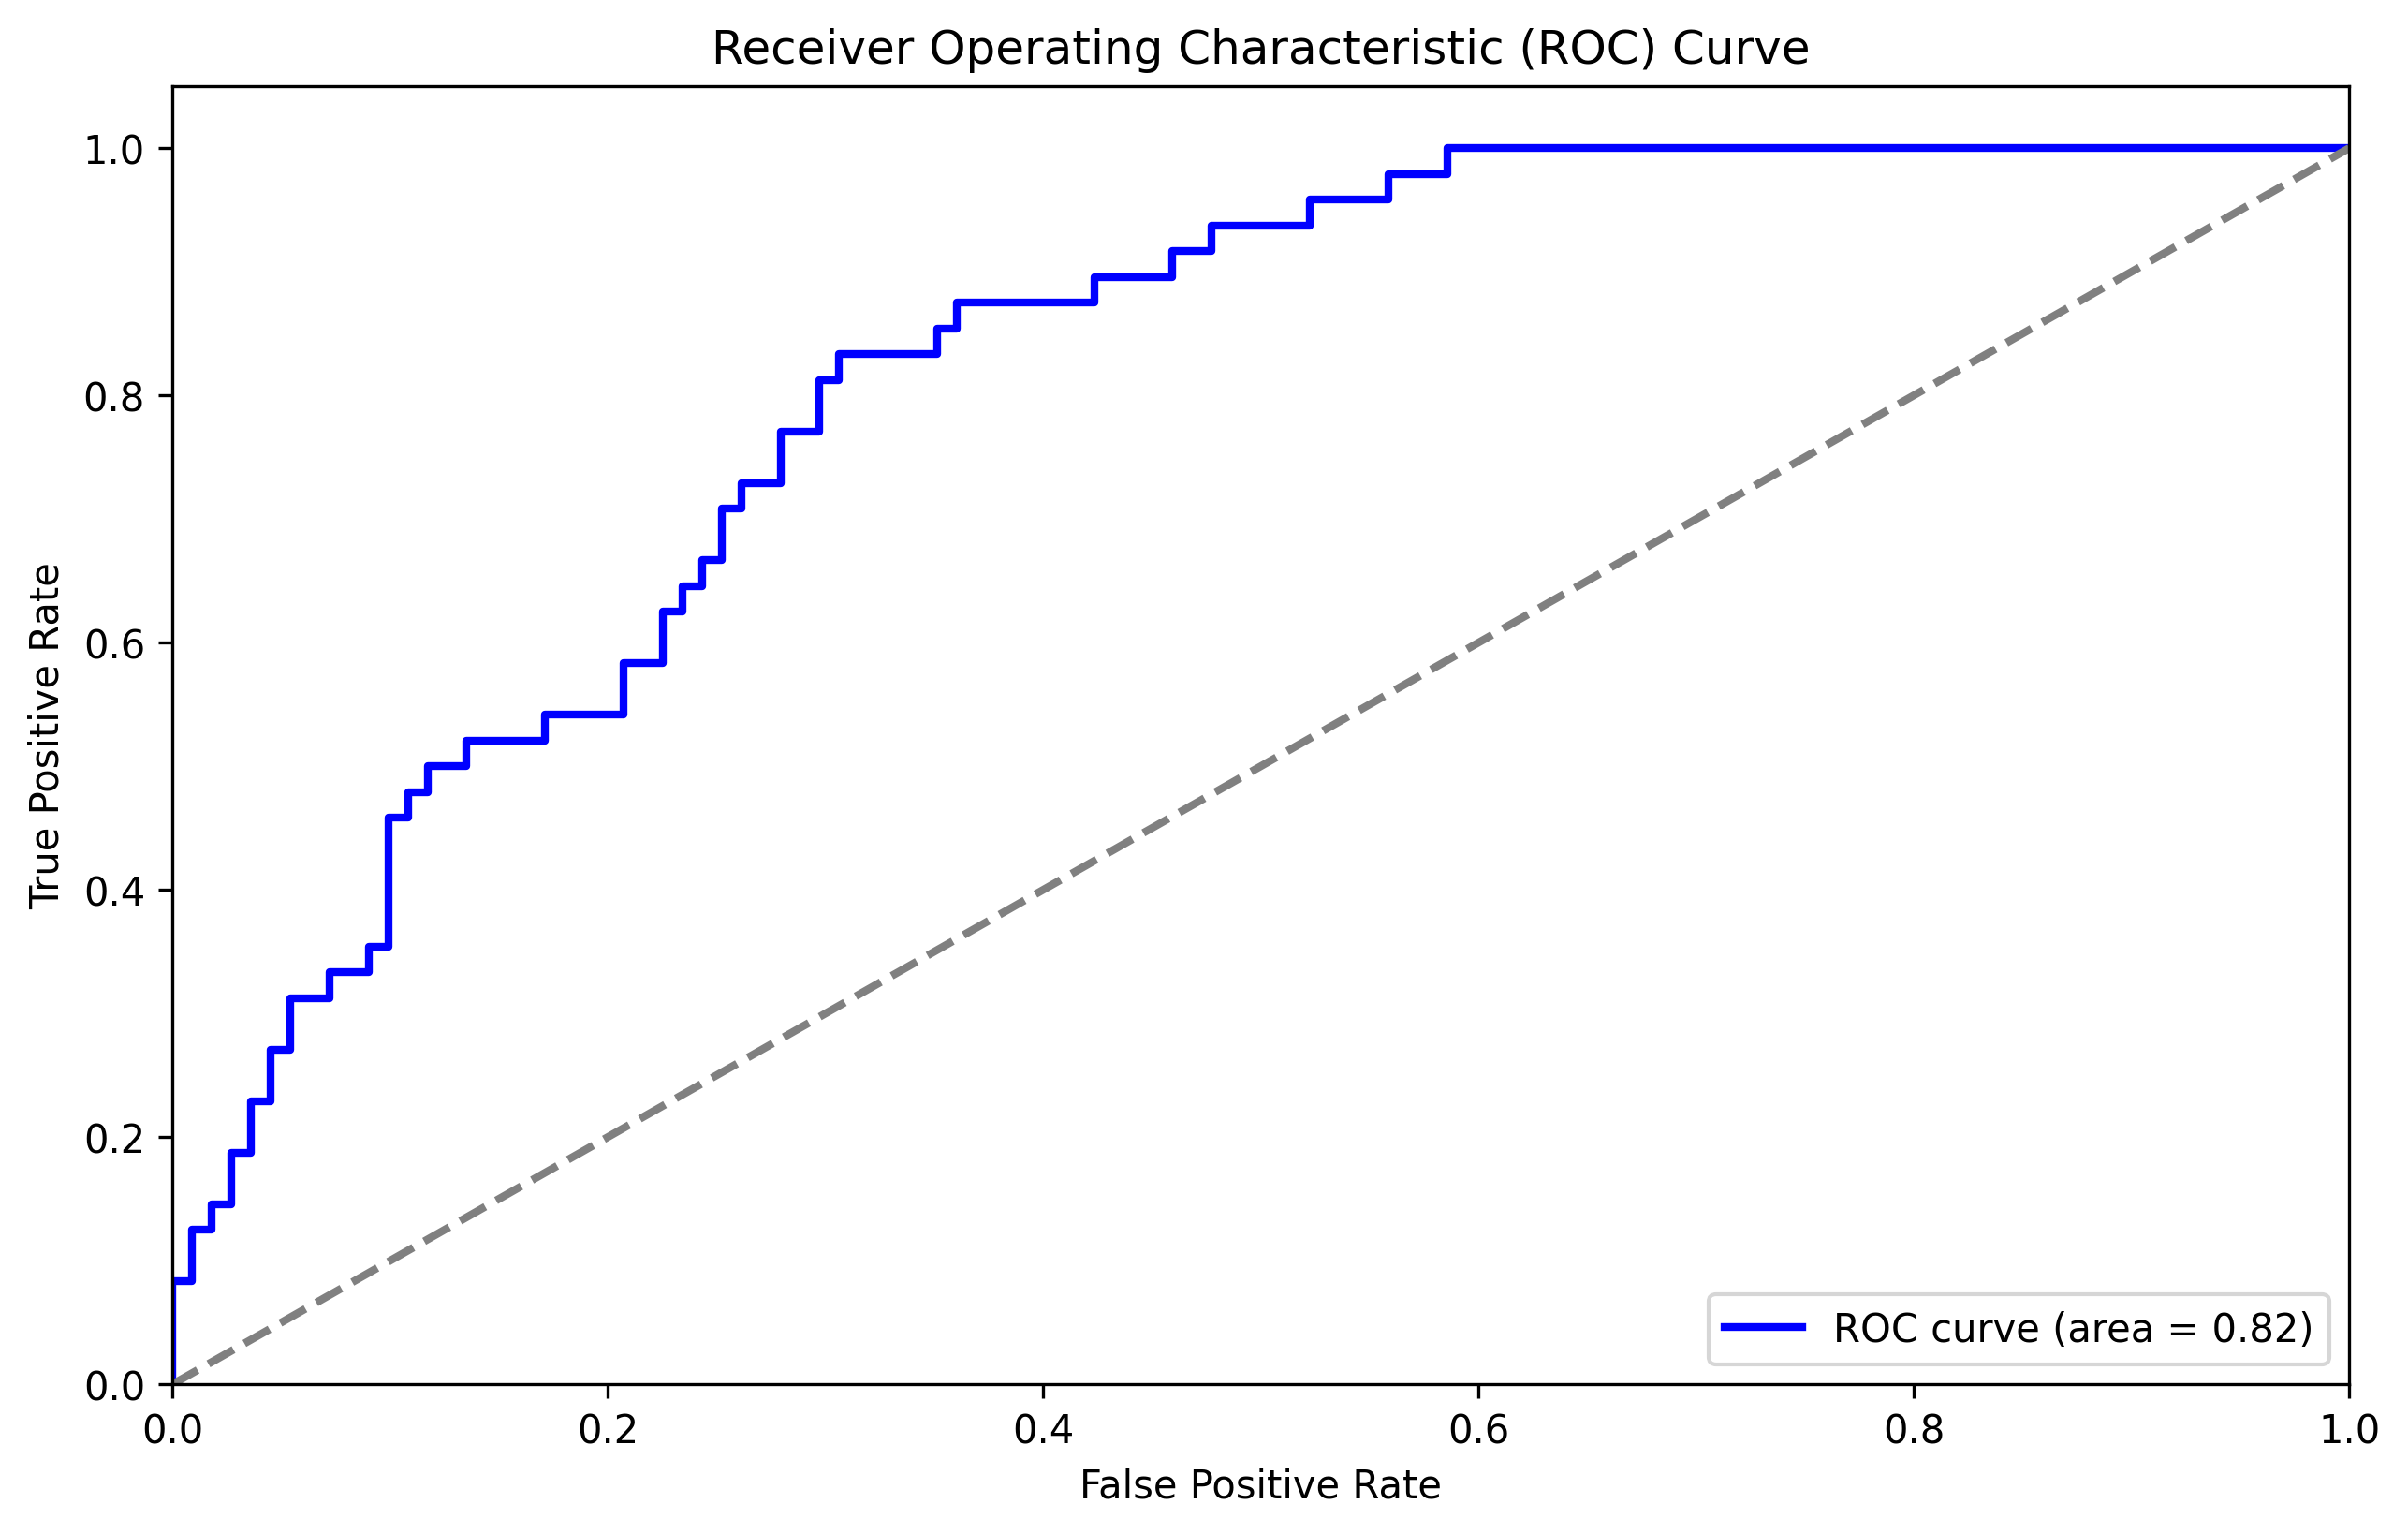 Receiver Operating Characteristic (ROC) Curve
True Positive Rate
1.0
0.8
0.6
0.4
0.2
0.0
ROC curve (area = 0.82)
0.0 0.2 0.4 0.6 0.8 1.0
False Positive Rate